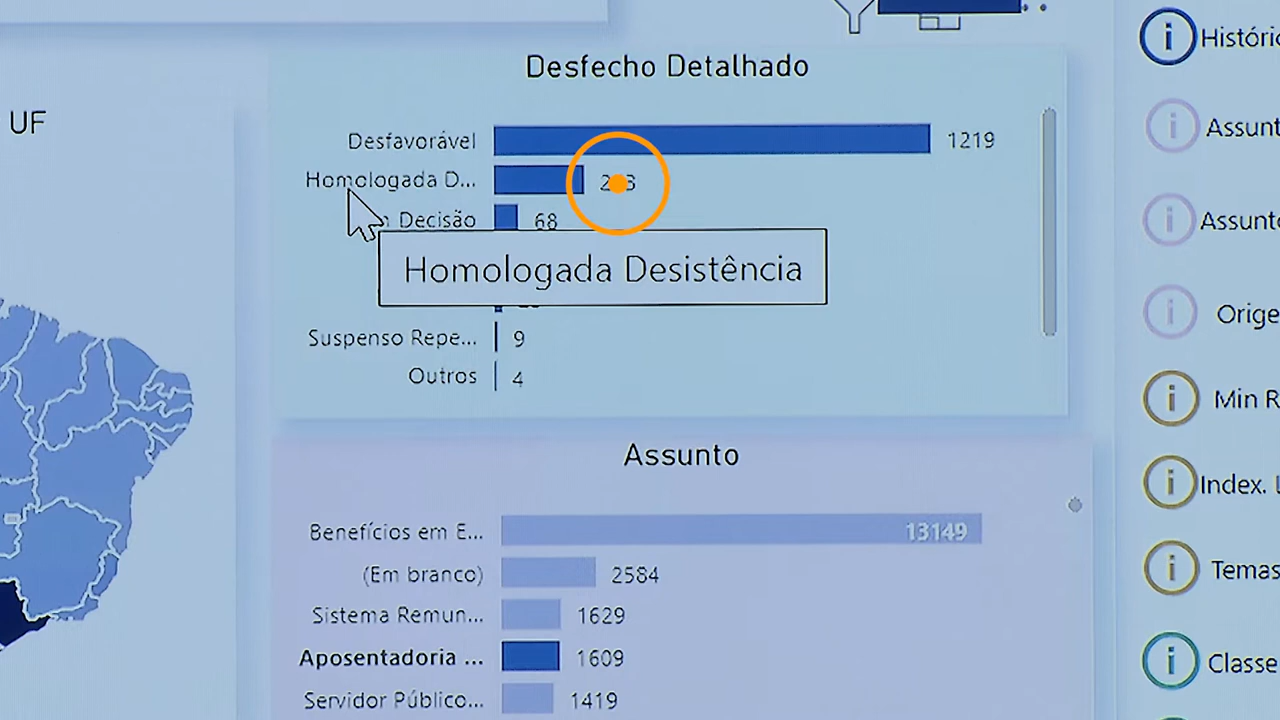 UF
Desfecho Detalhado
Desfavorável 1219
Homologada D...
Decisão 68
Homologada Desistência
Suspenso Repe... 9
Outros 4
Assunto
Benefícios em E... 13149
(Em branco) 2584
Sistema Remun... 1629
Aposentadoria ... 1609
Servidor Público... 1419
Históric
Assunt
Assunto
Orige
Min R
Index. L
Temas
Classe